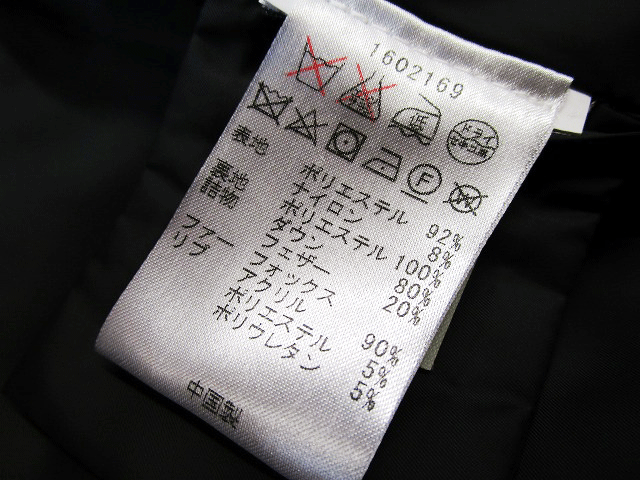 1602169
低
ドライ
F
表地 ポリエステル 92%
ナイロン 8%
裏地 ポリエステル 100%
詰物 ダウン 80%
フェザー 20%
ファー フォックス
リブ アクリル 90%
ポリエステル 5%
ポリウレタン 5%
中国製